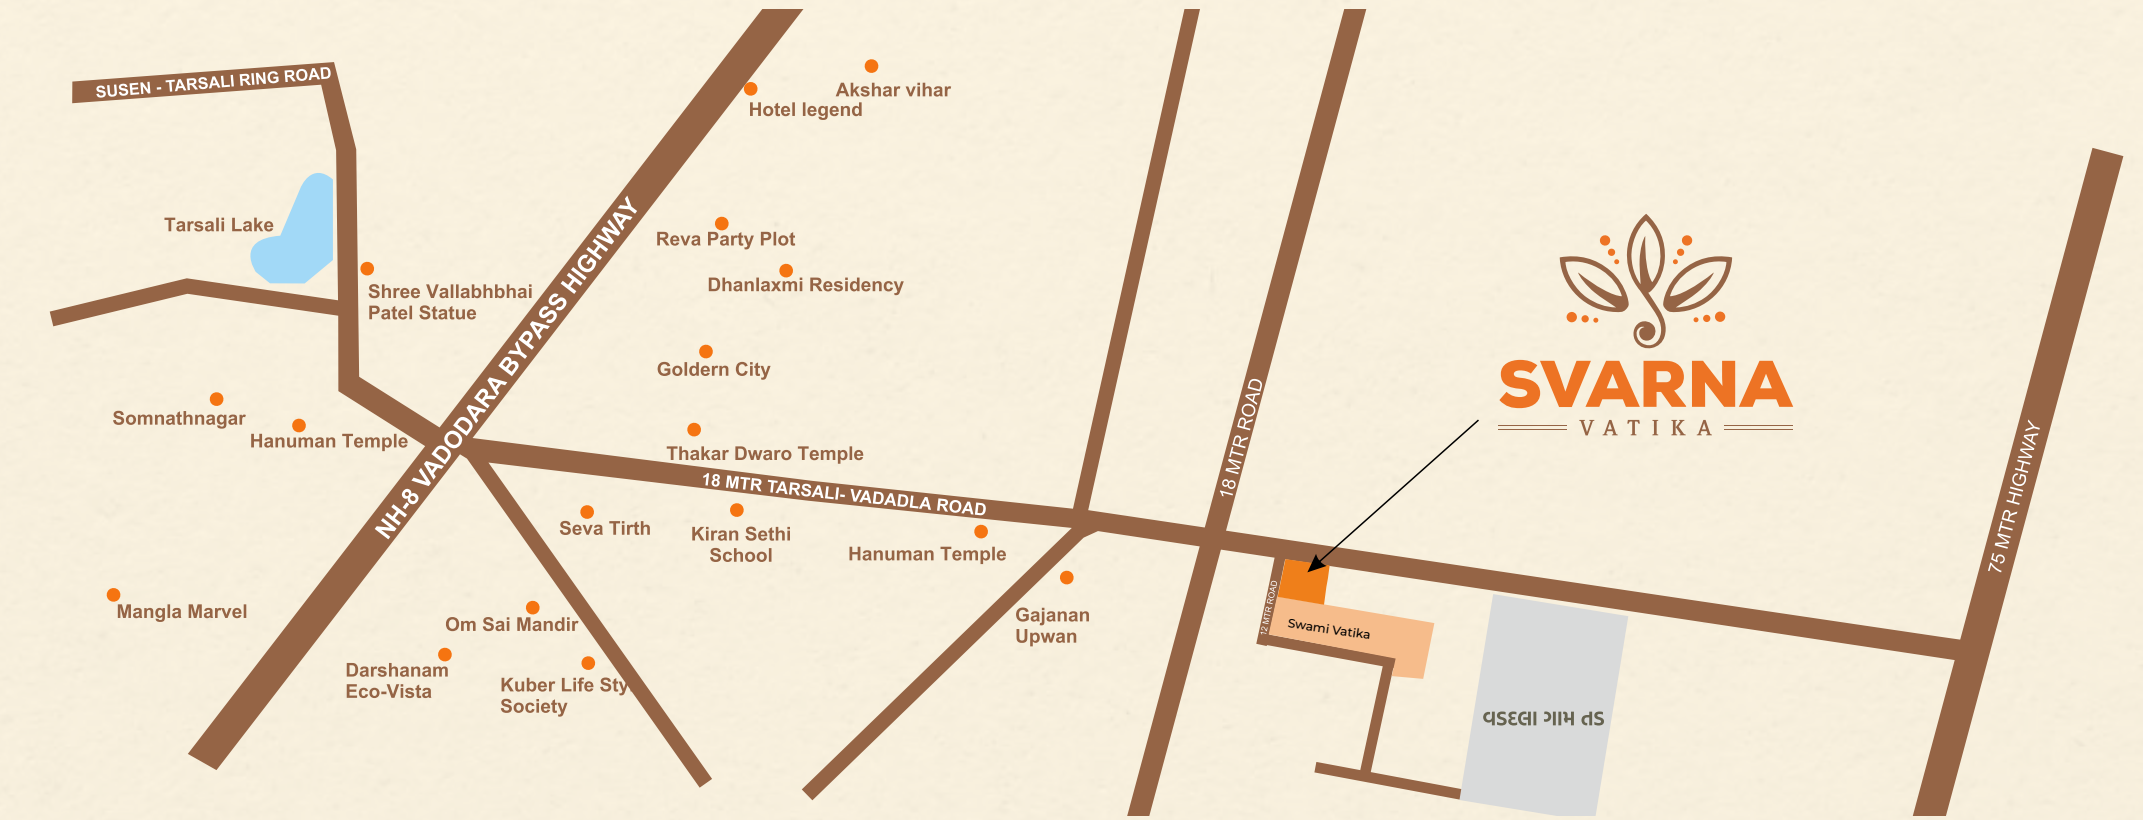 SUSEN - TARSALI RING ROAD
Akshar vihar
Hotel legend
Tarsali Lake
Reva Party Plot
Dhanlaxmi Residency
Shree Vallabhbhai
Patel Statue
NH-8 VADODARA BYPASS HIGHWAY
Goldern City
SVARNA
VATIKA
Somnathnagar
Hanuman Temple
Thakar Dwaro Temple
18 MTR TARSALI- VADADLA ROAD
18 MTR ROAD
75 MTR HIGHWAY
Seva Tirth
Kiran Sethi
School
Hanuman Temple
Mangla Marvel
Om Sai Mandir
Gajanan
Upwan
12 MTR ROAD
Swami Vatika
Darshanam
Eco-Vista
Kuber Life Sty
Society